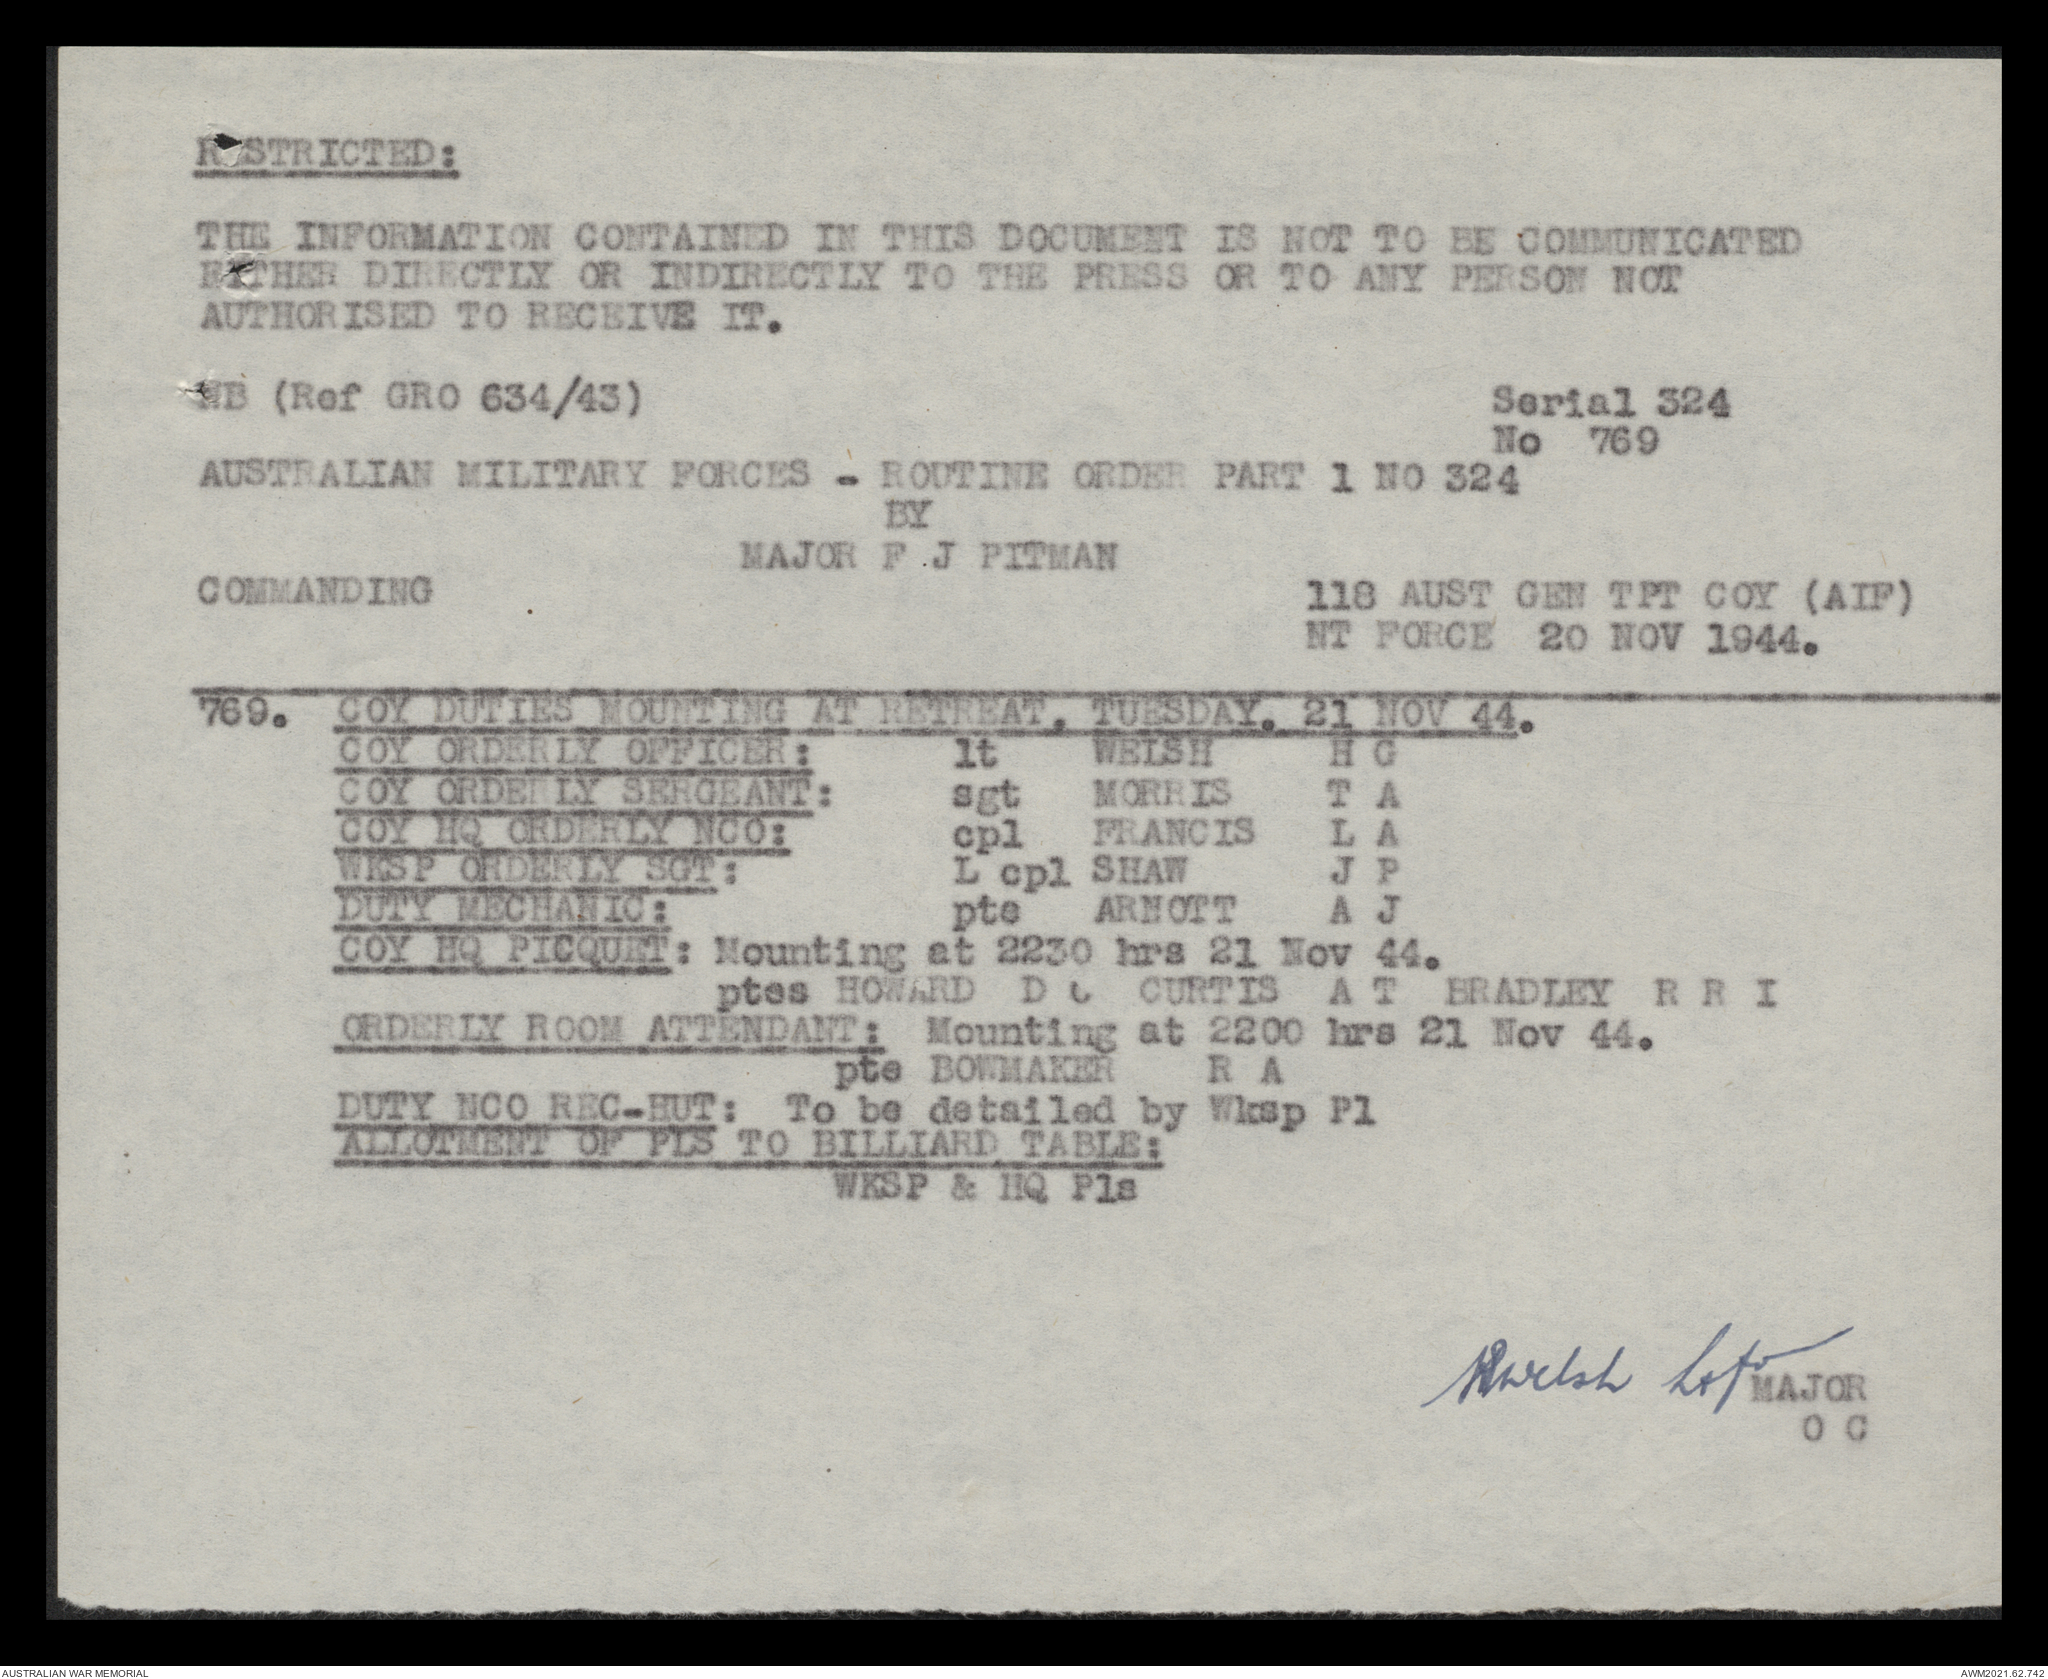 RESTRICTED:
THE INFORMATION CONTAINED IN THIS DOCUMENT IS NOT TO BE COMMUNICATED
EITHER DIRECTLY OR INDIRECTLY TO THE PRESS OR TO ANY PERSON NOT
AUTHORISED TO RECEIVE IT.
NB (Ref GRO 634/43)
Serial 324
No 769
AUSTRALIAN MILITARY FORCES - ROUTINE ORDER PART 1 NO 324
BY
MAJOR F J PITMAN
COMMANDING
118 AUST GEN TPT COY (AIF)
NT FORCE 20 NOV 1944.
769. COY DUTIES MOUNTING AT RETREAT. TUESDAY. 21 NOV 44.
COY ORDERLY OFFICER: lt WELSH H G
COY ORDERLY SERGEANT: sgt MORRIS T A
COY HQ ORDERLY NCO: cpl FRANCIS L A
WKSP ORDERLY SGT: L cpl SHAW J P
DUTY MECHANIC: pte ARNOTT A J
COY HQ PICQUET: Mounting at 2230 hrs 21 Nov 44.
ptes HOWARD D CURTIS A T BRADLEY R R I
ORDERLY ROOM ATTENDANT: Mounting at 2200 hrs 21 Nov 44.
pte BOWMAKER R A
DUTY NCO REC-HUT: To be detailed by Wksp Pl
ALLOTMENT OF PLS TO BILLIARD TABLE:
WKSP & HQ Pls
HWelsh Lt for MAJOR
O C
AUSTRALIAN WAR MEMORIAL
AWM2021.62.742